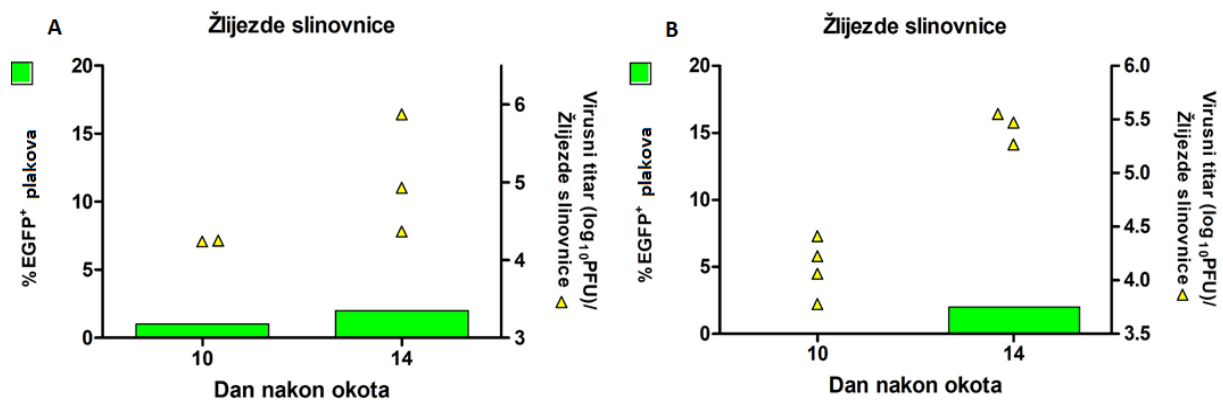 A
Žlijezde slinovnice
%EGFP⁺ plakova
20
15
10
5
0
6
5
4
3
Virusni titar (log₁₀PFU)/
Žlijezde slinovnice
10
14
Dan nakon okota
B
Žlijezde slinovnice
%EGFP⁺ plakova
20
15
10
5
0
6.0
5.5
5.0
4.5
4.0
3.5
Virusni titar (log₁₀PFU)/
Žlijezde slinovnice
10
14
Dan nakon okota